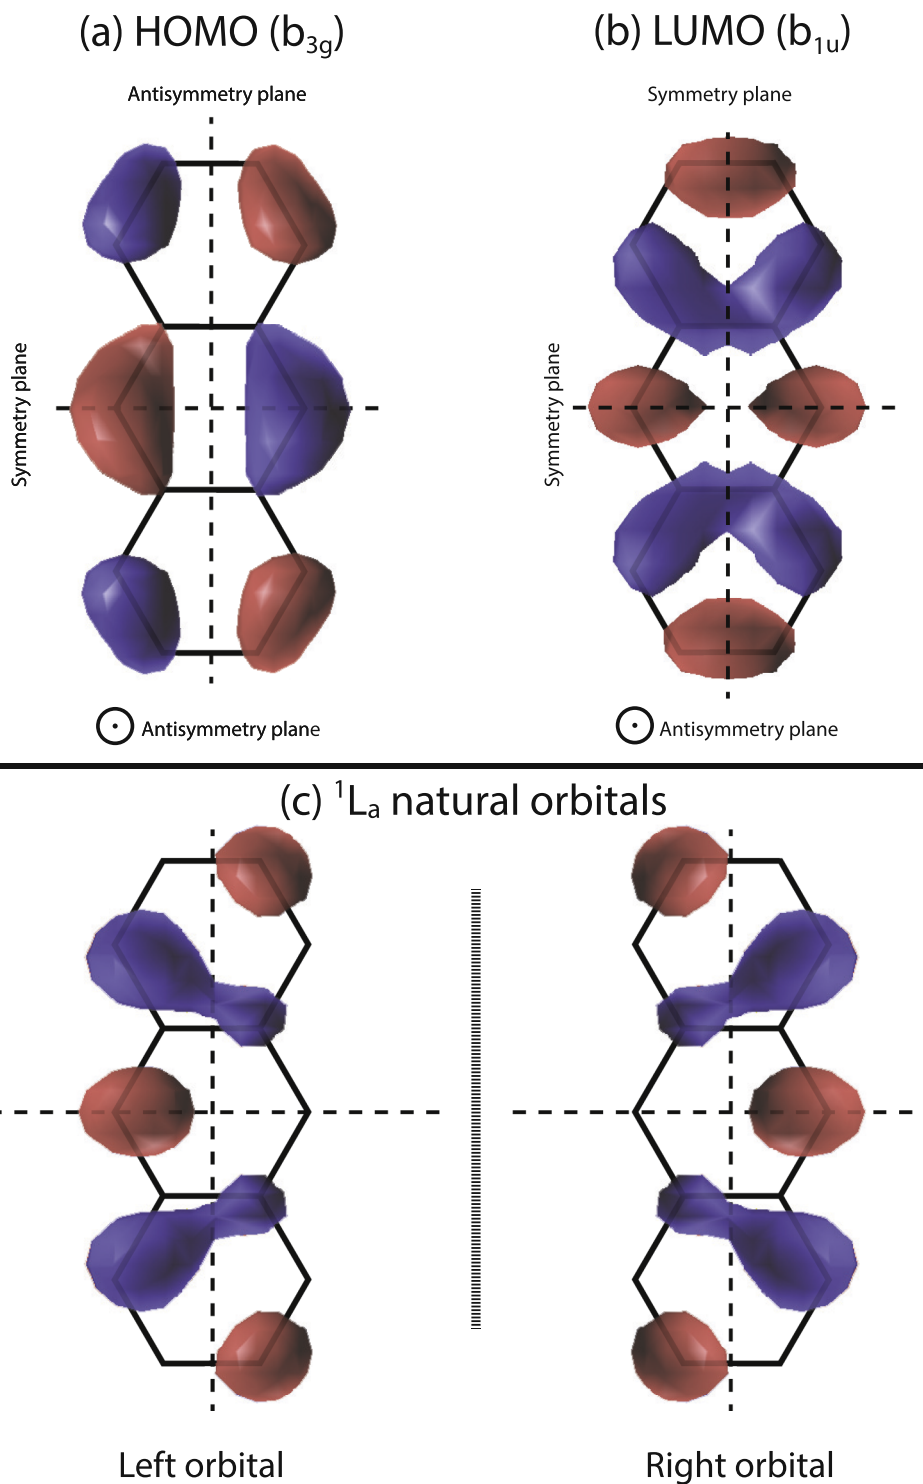 (a) HOMO (b3g)
(b) LUMO (b1u)
Antisymmetry plane
Symmetry plane
Symmetry plane
Symmetry plane
Antisymmetry plane
Antisymmetry plane
(c) 1La natural orbitals
Left orbital
Right orbital